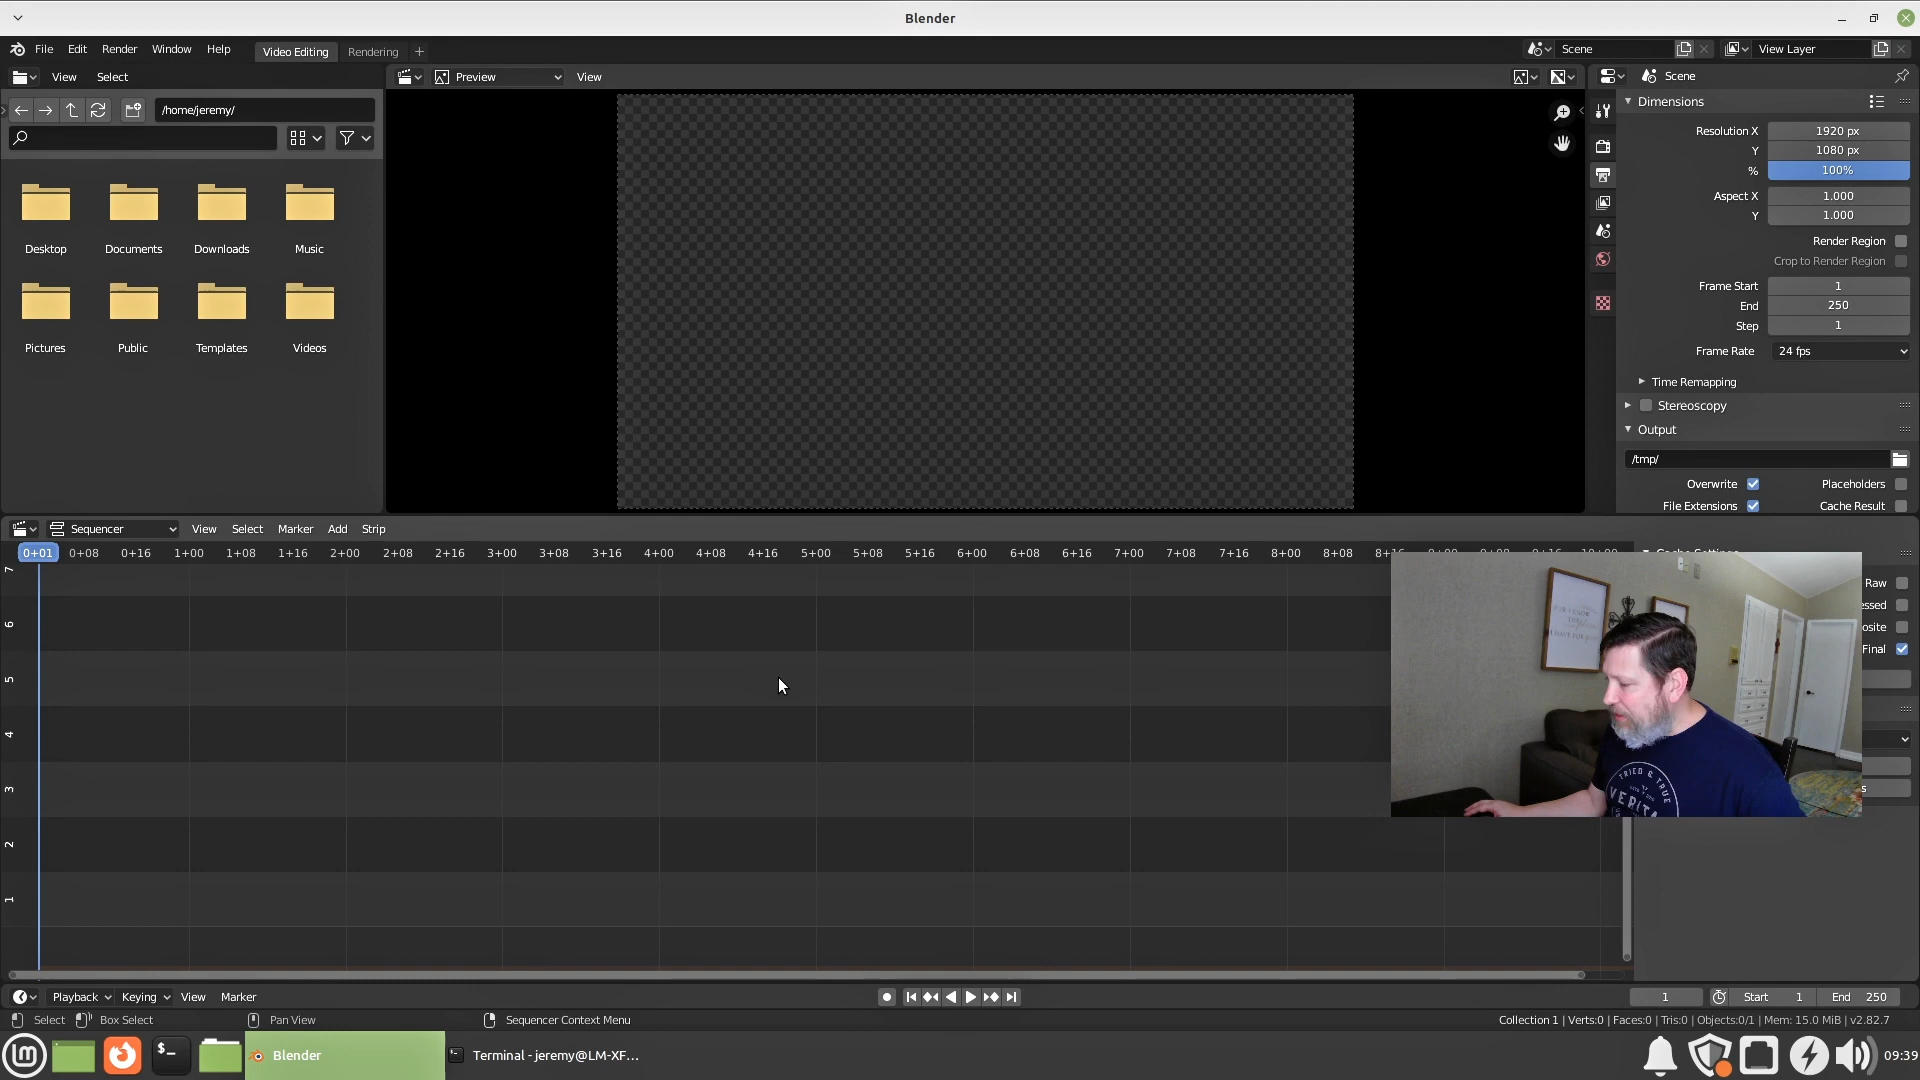 Blender
File Edit Render Window Help Video Editing Rendering + Scene View Layer
View Select Preview View Scene
/home/jeremy/
Desktop Documents Downloads Music
Pictures Public Templates Videos
Dimensions
Resolution X 1920 px
Y 1080 px
% 100%
Aspect X 1.000
Y 1.000
Render Region
Crop to Render Region
Frame Start 1
End 250
Step 1
Frame Rate 24 fps
Time Remapping
Stereoscopy
Output
/tmp/
Overwrite Placeholders
File Extensions Cache Result
Sequencer View Select Marker Add Strip
0+01 0+08 0+16 1+00 1+08 1+16 2+00 2+08 2+16 3+00 3+08 3+16 4+00 4+08 4+16 5+00 5+08 5+16 6+00 6+08 6+16 7+00 7+08 7+16 8+00 8+08 8+16
7
6
5
4
3
2
1
Raw
essed
osite
Final
s
TRIED & TRUE
VERITA
Playback Keying View Marker 1 Start 1 End 250
Select Box Select Pan View Sequencer Context Menu Collection 1 | Verts:0 | Faces:0 | Tris:0 | Objects:0/1 | Mem: 15.0 MiB | v2.82.7
Blender Terminal - jeremy@LM-XF... 09:39